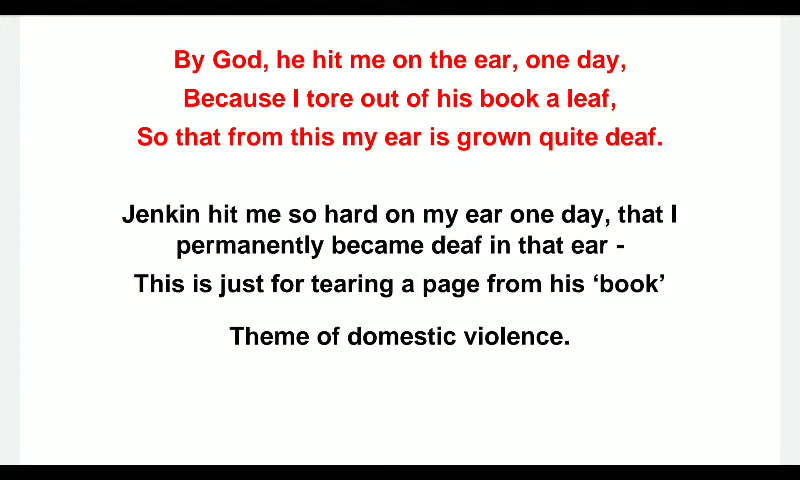 By God, he hit me on the ear, one day,
Because I tore out of his book a leaf,
So that from this my ear is grown quite deaf.
Jenkin hit me so hard on my ear one day, that I
permanently became deaf in that ear -
This is just for tearing a page from his ‘book’
Theme of domestic violence.